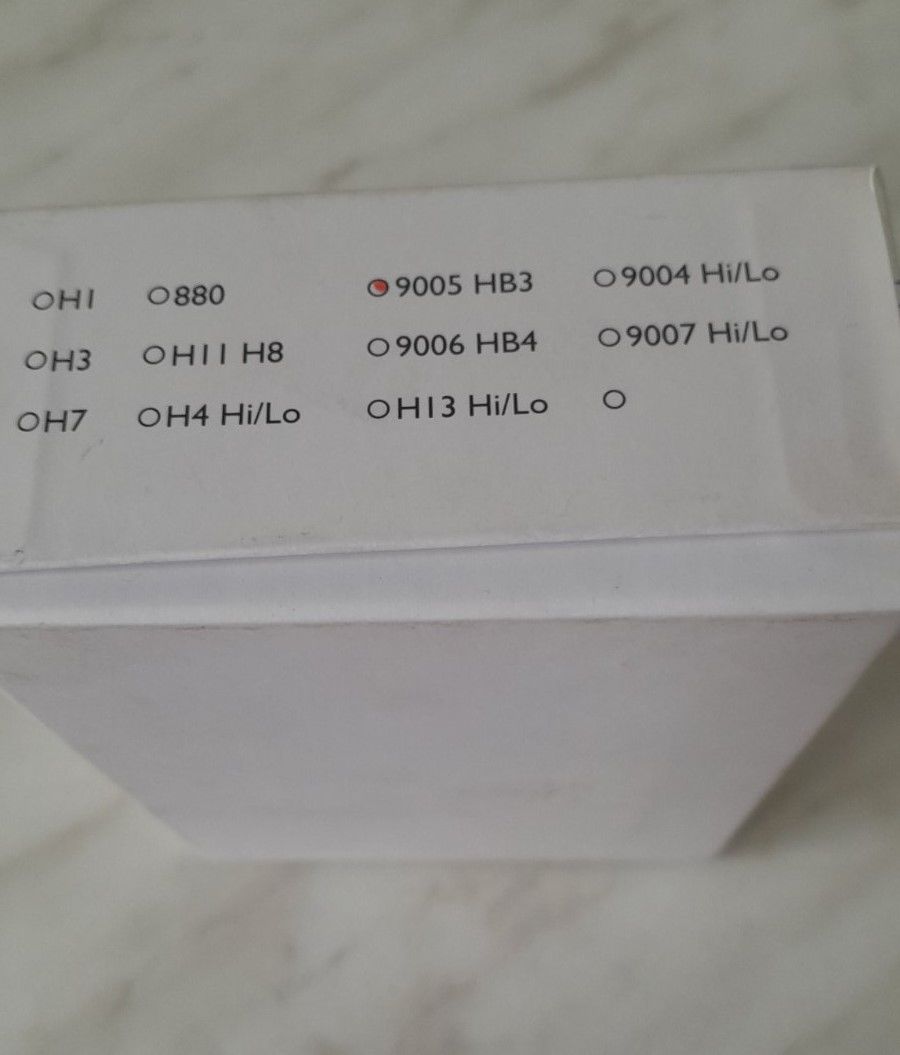 H1 880 9005 HB3 9004 Hi/Lo
H3 H11 H8 9006 HB4 9007 Hi/Lo
H7 H4 Hi/Lo H13 Hi/Lo